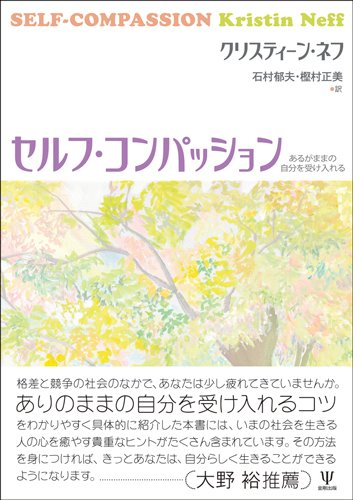 SELF-COMPASSION Kristin Neff
クリスティーン・ネフ
石村郁夫・樫村正美
●訳
セルフ・コンパッション
あるがままの
自分を受け入れる
格差と競争の社会のなかで、あなたは少し疲れてきていませんか。
ありのままの自分を受け入れるコツ
をわかりやすく具体的に紹介した本書には、いまの社会を生きる
人の心を癒やす貴重なヒントがたくさん含まれています。その方法
を身につければ、きっとあなたは、自分らしく生きることができる
ようになります。
(大野 裕推薦)
Ψ
金剛出版